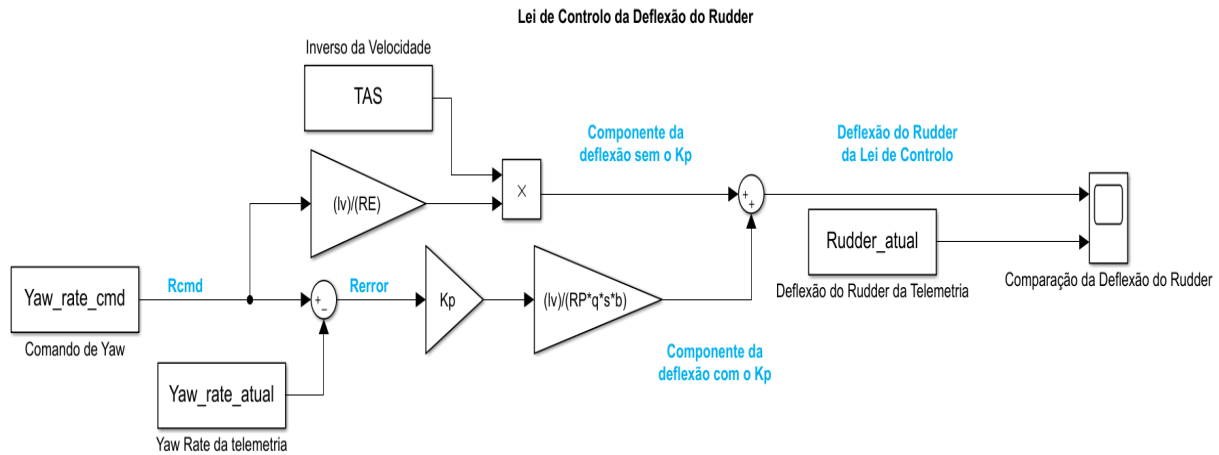 Lei de Controlo da Deflexão do Rudder
Inverso da Velocidade
TAS
Componente da
deflexão sem o Kp
Deflexão do Rudder
da Lei de Controlo
(Iv)/(RE)
×
+
+
Rudder_atual
Comparação da Deflexão do Rudder
Deflexão do Rudder da Telemetria
Yaw_rate_cmd
Rcmd
Comando de Yaw
+
−
Rerror
Kp
(Iv)/(RP*q*s*b)
Componente da
deflexão com o Kp
Yaw_rate_atual
Yaw Rate da telemetria